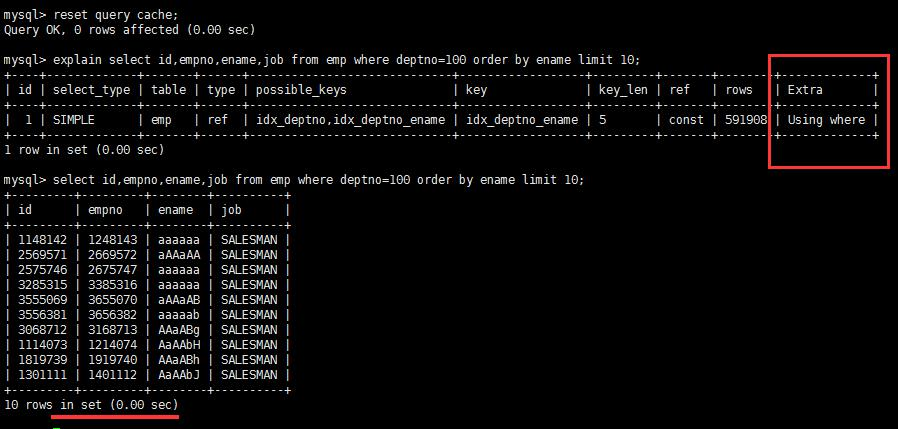 mysql> reset query cache;
Query OK, 0 rows affected (0.00 sec)
mysql> explain select id,empno,ename,job from emp where deptno=100 order by ename limit 10;
+----+-------------+-------+------+-----------------------------+------------------+---------+-------+--------+-------------+
| id | select_type | table | type | possible_keys | key | key_len | ref | rows | Extra |
+----+-------------+-------+------+-----------------------------+------------------+---------+-------+--------+-------------+
| 1 | SIMPLE | emp | ref | idx_deptno,idx_deptno_ename | idx_deptno_ename | 5 | const | 591908 | Using where |
+----+-------------+-------+------+-----------------------------+------------------+---------+-------+--------+-------------+
1 row in set (0.00 sec)
mysql> select id,empno,ename,job from emp where deptno=100 order by ename limit 10;
+---------+---------+--------+----------+
| id | empno | ename | job |
+---------+---------+--------+----------+
| 1148142 | 1248143 | aaaaaa | SALESMAN |
| 2569571 | 2669572 | aAAaAA | SALESMAN |
| 2575746 | 2675747 | aaaaaa | SALESMAN |
| 3285315 | 3385316 | aaaaaa | SALESMAN |
| 3555069 | 3655070 | aAAaAB | SALESMAN |
| 3556381 | 3656382 | aaaaab | SALESMAN |
| 3068712 | 3168713 | AAaABg | SALESMAN |
| 1114073 | 1214074 | AaAAbH | SALESMAN |
| 1819739 | 1919740 | AAaABh | SALESMAN |
| 1301111 | 1401112 | AaAAbJ | SALESMAN |
+---------+---------+--------+----------+
10 rows in set (0.00 sec)